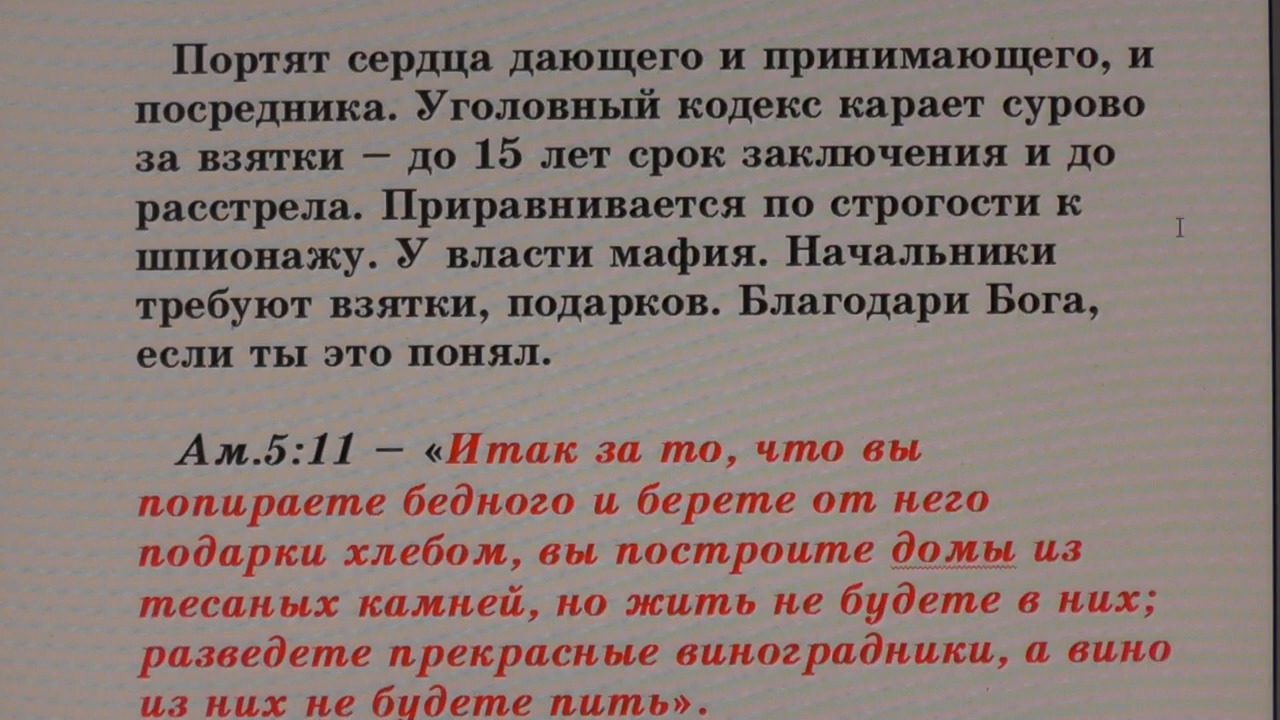 Портят сердца дающего и принимающего, и
посредника. Уголовный кодекс карает сурово
за взятки – до 15 лет срок заключения и до
расстрела. Приравнивается по строгости к
шпионажу. У власти мафия. Начальники
требуют взятки, подарков. Благодари Бога,
если ты это понял.
Ам.5:11 – «Итак за то, что вы
попираете бедного и берете от него
подарки хлебом, вы построите домы из
тесаных камней, но жить не будете в них;
разведете прекрасные виноградники, а вино
из них не будете пить».